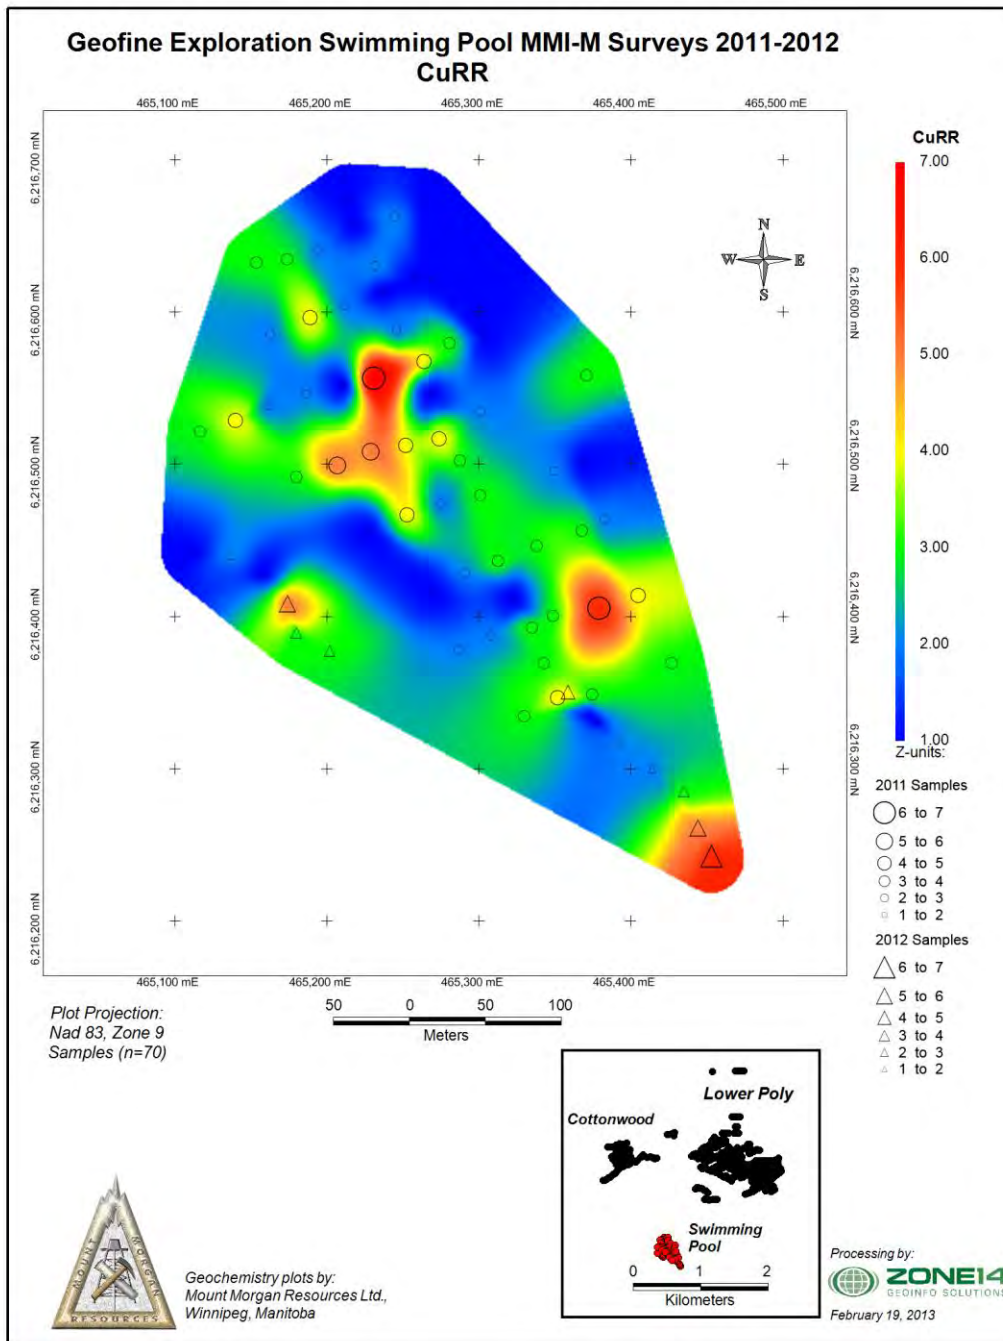 Geofine Exploration Swimming Pool MMI-M Surveys 2011-2012
CuRR
465,100 mE 465,200 mE 465,300 mE 465,400 mE 465,500 mE
6,216,700 mN
6,216,600 mN
6,216,500 mN
6,216,400 mN
6,216,300 mN
6,216,200 mN
N
W E
S
6,216,600 mN
6,216,500 mN
6,216,400 mN
6,216,300 mN
465,100 mE 465,200 mE 465,300 mE 465,400 mE
CuRR
7.00
6.00
5.00
4.00
3.00
2.00
1.00
Z-units:
2011 Samples
6 to 7
5 to 6
4 to 5
3 to 4
2 to 3
1 to 2
2012 Samples
6 to 7
5 to 6
4 to 5
3 to 4
2 to 3
1 to 2
Plot Projection:
Nad 83, Zone 9
Samples (n=70)
50 0 50 100
Meters
Lower Poly
Cottonwood
Swimming
Pool
0 1 2
Kilometers
MOUNT MORGAN
RESOURCES
Geochemistry plots by:
Mount Morgan Resources Ltd.,
Winnipeg, Manitoba
Processing by:
ZONE14
GEOINFO SOLUTIONS
February 19, 2013